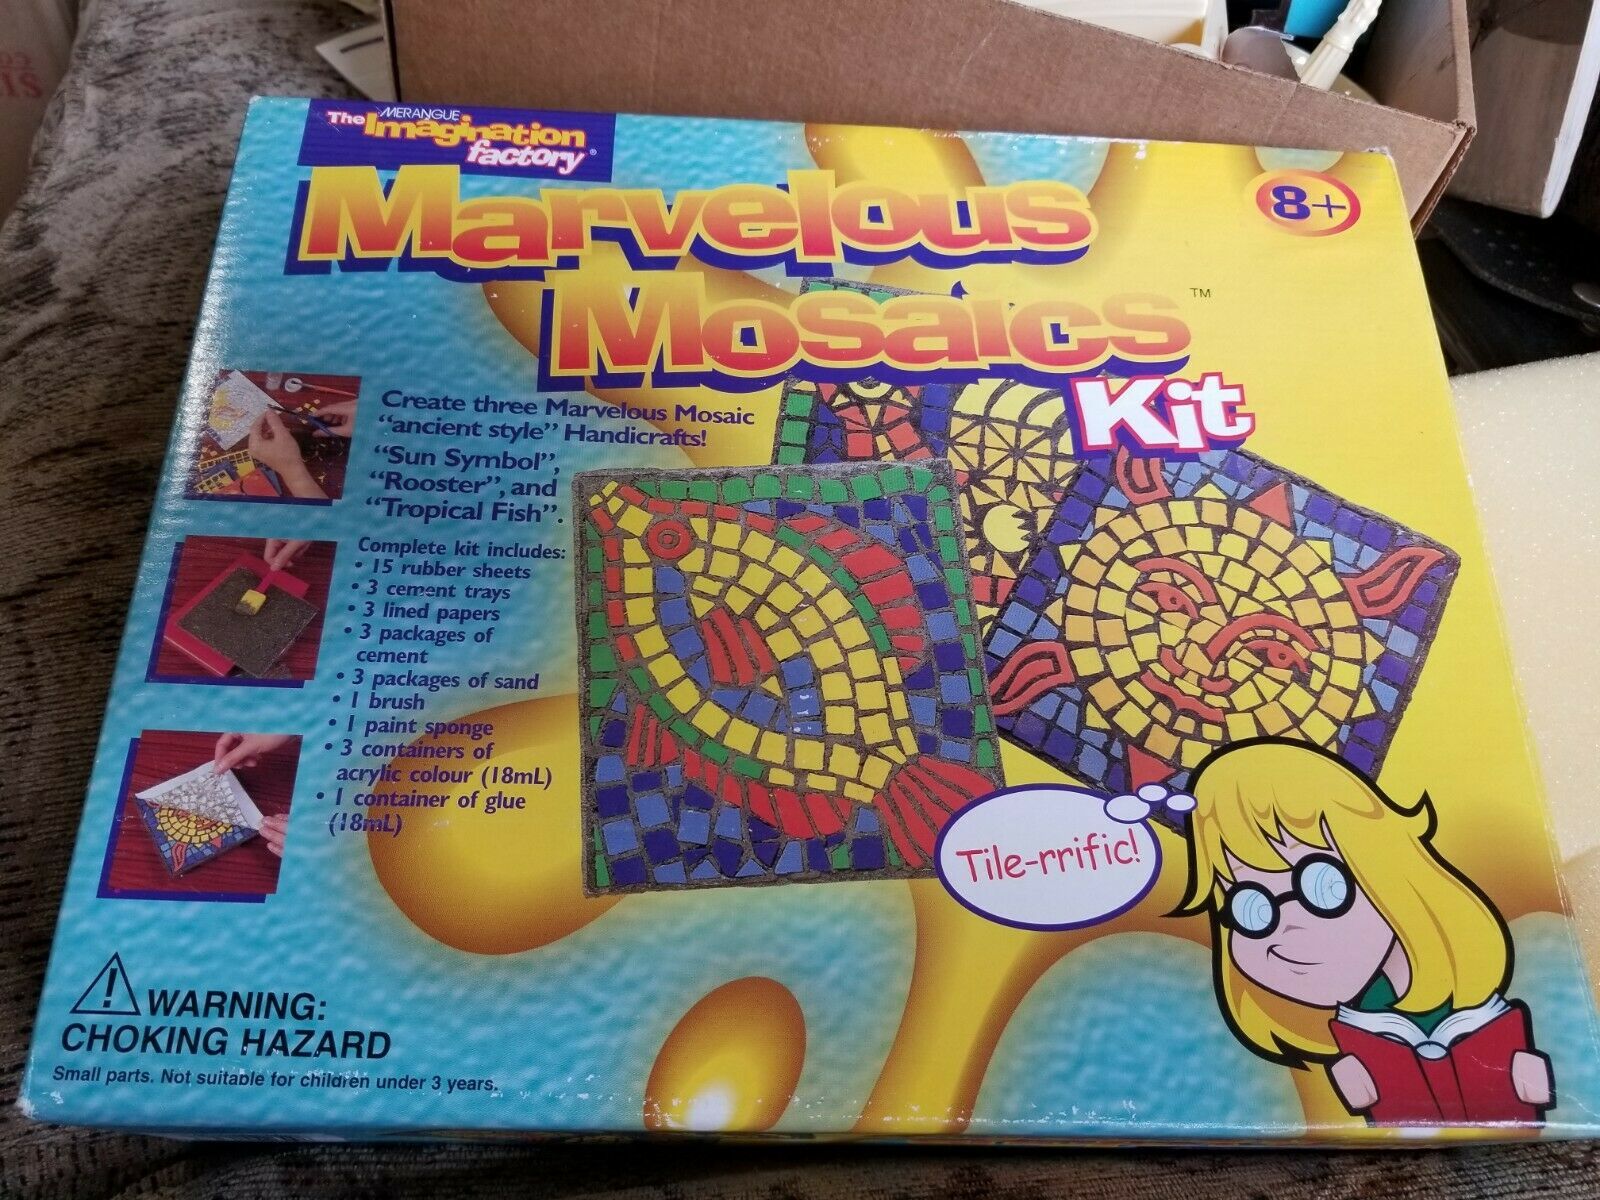 MERANGUE
The Imagination
factory®
Marvelous
Mosaics™
Kit
8+
Create three Marvelous Mosaic
"ancient style" Handicrafts!
"Sun Symbol",
"Rooster", and
"Tropical Fish".
Complete kit includes:
• 15 rubber sheets
• 3 cement trays
• 3 lined papers
• 3 packages of
cement
• 3 packages of sand
• 1 brush
• 1 paint sponge
• 3 containers of
acrylic colour (18mL)
• 1 container of glue
(18mL)
Tile-rrific!
! WARNING:
CHOKING HAZARD
Small parts. Not suitable for children under 3 years.